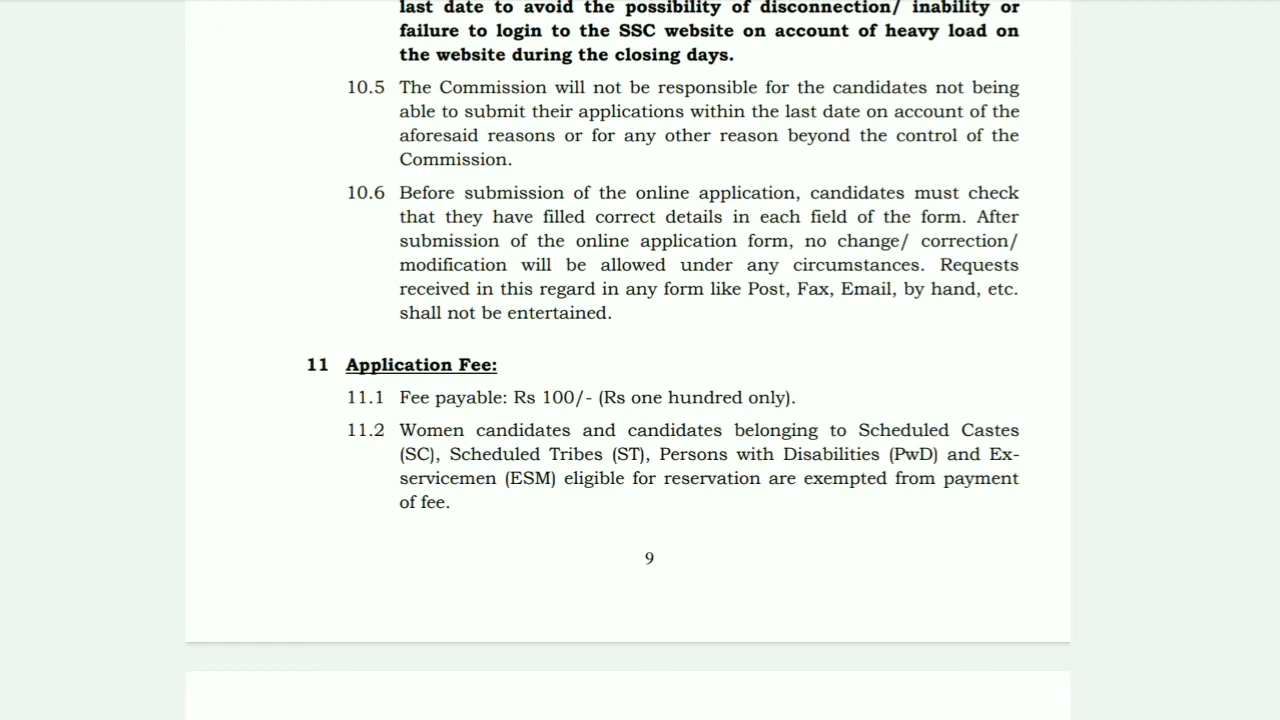 last date to avoid the possibility of disconnection/ inability or
failure to login to the SSC website on account of heavy load on
the website during the closing days.
10.5 The Commission will not be responsible for the candidates not being
able to submit their applications within the last date on account of the
aforesaid reasons or for any other reason beyond the control of the
Commission.
10.6 Before submission of the online application, candidates must check
that they have filled correct details in each field of the form. After
submission of the online application form, no change/ correction/
modification will be allowed under any circumstances. Requests
received in this regard in any form like Post, Fax, Email, by hand, etc.
shall not be entertained.
11 Application Fee:
11.1 Fee payable: Rs 100/- (Rs one hundred only).
11.2 Women candidates and candidates belonging to Scheduled Castes
(SC), Scheduled Tribes (ST), Persons with Disabilities (PwD) and Ex-
servicemen (ESM) eligible for reservation are exempted from payment
of fee.
9